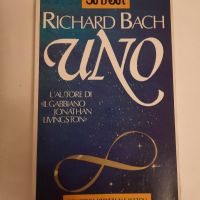 RICHARD BACH
UNO
L'AUTORE DI
«IL GABBIANO
JONATHAN
LIVINGSTON»